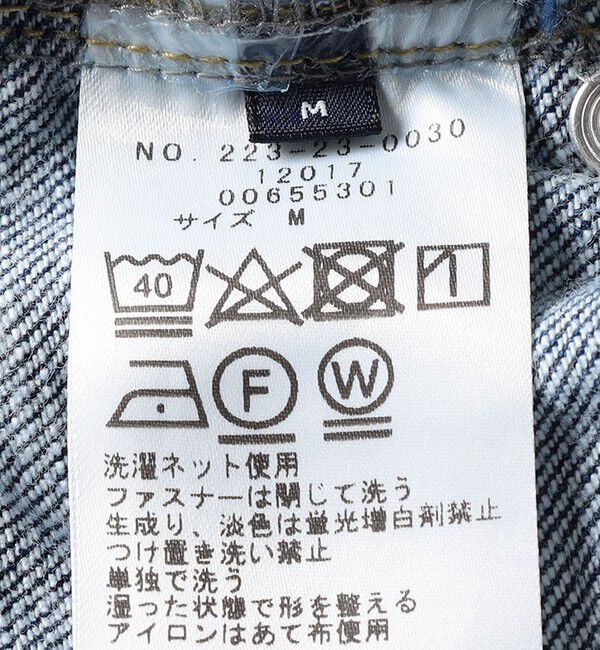 M
NO. 223-23-0030
12017
00655301
サイズ M
40
F W
洗濯ネット使用
ファスナーは閉じて洗う
生成り、淡色は蛍光増白剤禁止
つけ置き洗い禁止
単独で洗う
湿った状態で形を整える
アイロンはあて布使用